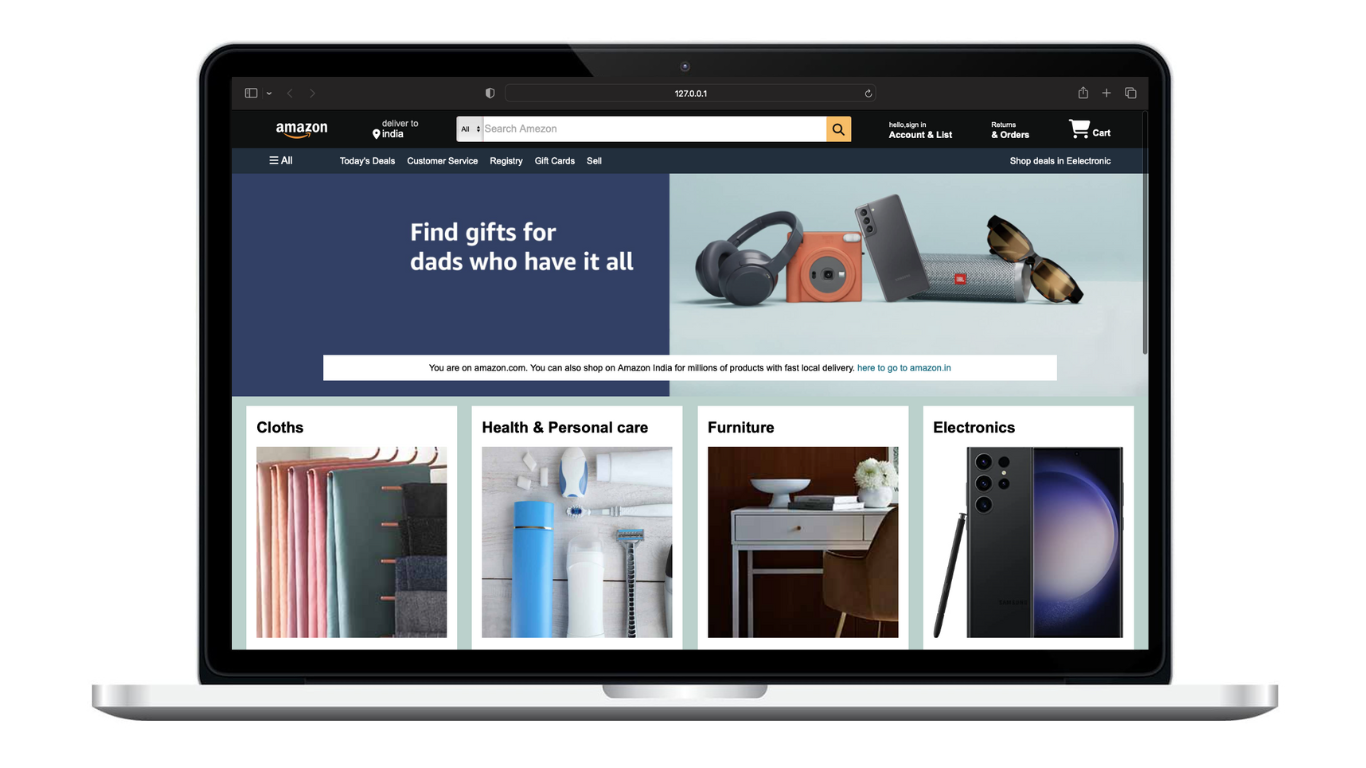 127.0.0.1
amazon
deliver to
india
All
Search Amezon
hello,sign in
Account & List
Returns
& Orders
Cart
All
Today's Deals Customer Service Registry Gift Cards Sell
Shop deals in Eelectronic
Find gifts for
dads who have it all
JBL
You are on amazon.com. You can also shop on Amazon India for millions of products with fast local delivery. here to go to amazon.in
Cloths
Health & Personal care
Furniture
Electronics
SAMSUNG